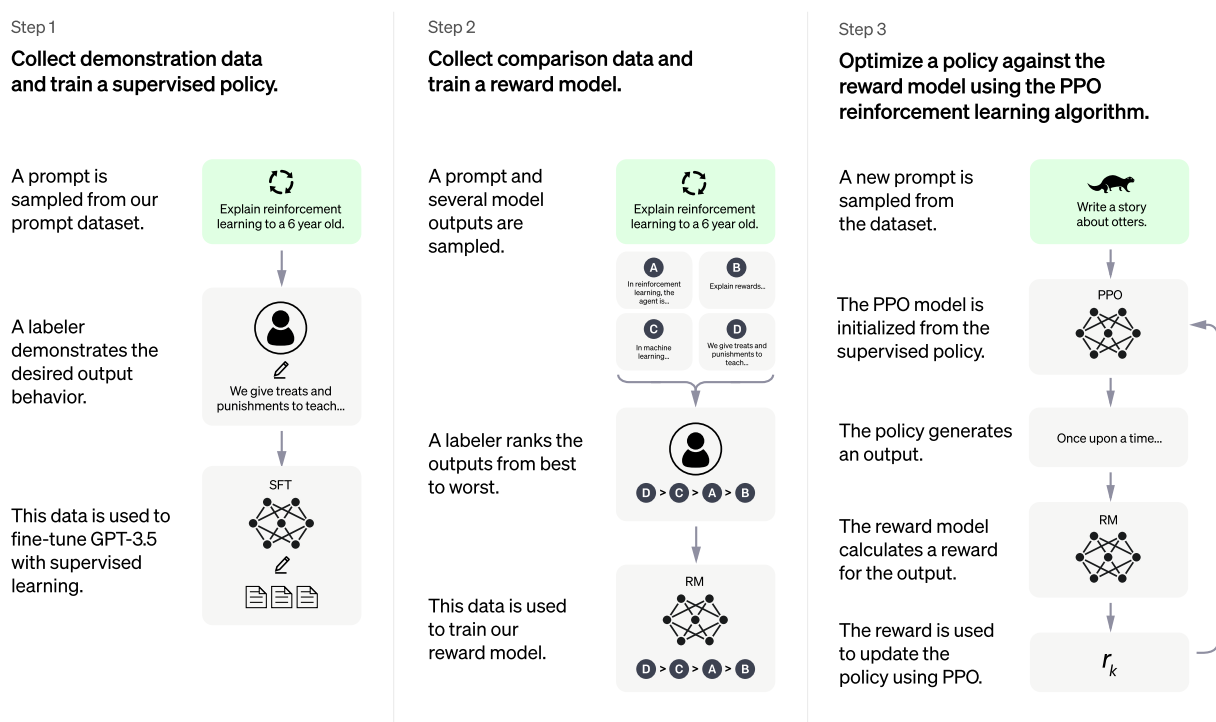 Step 1
Collect demonstration data
and train a supervised policy.
A prompt is
sampled from our
prompt dataset.
Explain reinforcement
learning to a 6 year old.
A labeler
demonstrates the
desired output
behavior.
We give treats and
punishments to teach...
This data is used to
fine-tune GPT-3.5
with supervised
learning.
SFT
Step 2
Collect comparison data and
train a reward model.
A prompt and
several model
outputs are
sampled.
Explain reinforcement
learning to a 6 year old.
A
In reinforcement
learning, the
agent is...
B
Explain rewards...
C
In machine
learning...
D
We give treats and
punishments to
teach...
A labeler ranks the
outputs from best
to worst.
D > C > A > B
This data is used
to train our
reward model.
RM
D > C > A > B
Step 3
Optimize a policy against the
reward model using the PPO
reinforcement learning algorithm.
A new prompt is
sampled from
the dataset.
Write a story
about otters.
The PPO model is
initialized from the
supervised policy.
PPO
The policy generates
an output.
Once upon a time...
The reward model
calculates a reward
for the output.
RM
The reward is used
to update the
policy using PPO.
rₖ